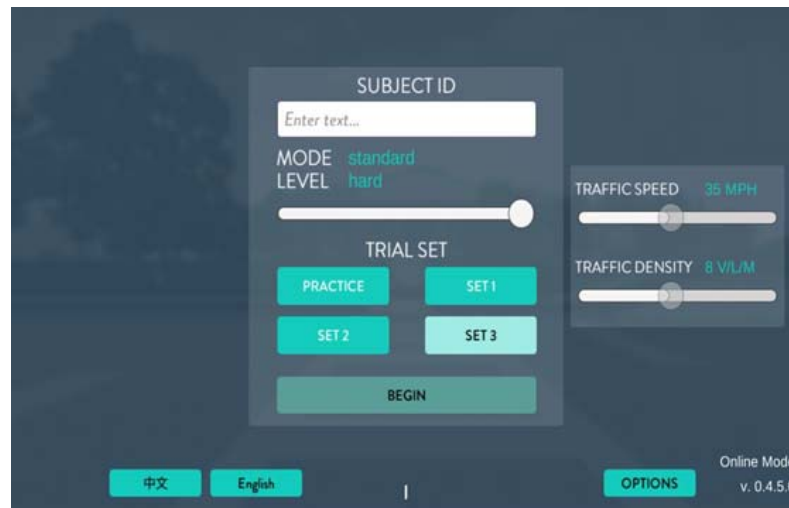 SUBJECT ID
Enter text...
MODE standard
LEVEL hard
TRIAL SET
PRACTICE
SET 1
SET 2
SET 3
BEGIN
TRAFFIC SPEED 35 MPH
TRAFFIC DENSITY 8 V/L/M
中文
English
OPTIONS
Online Mod
v. 0.4.5.